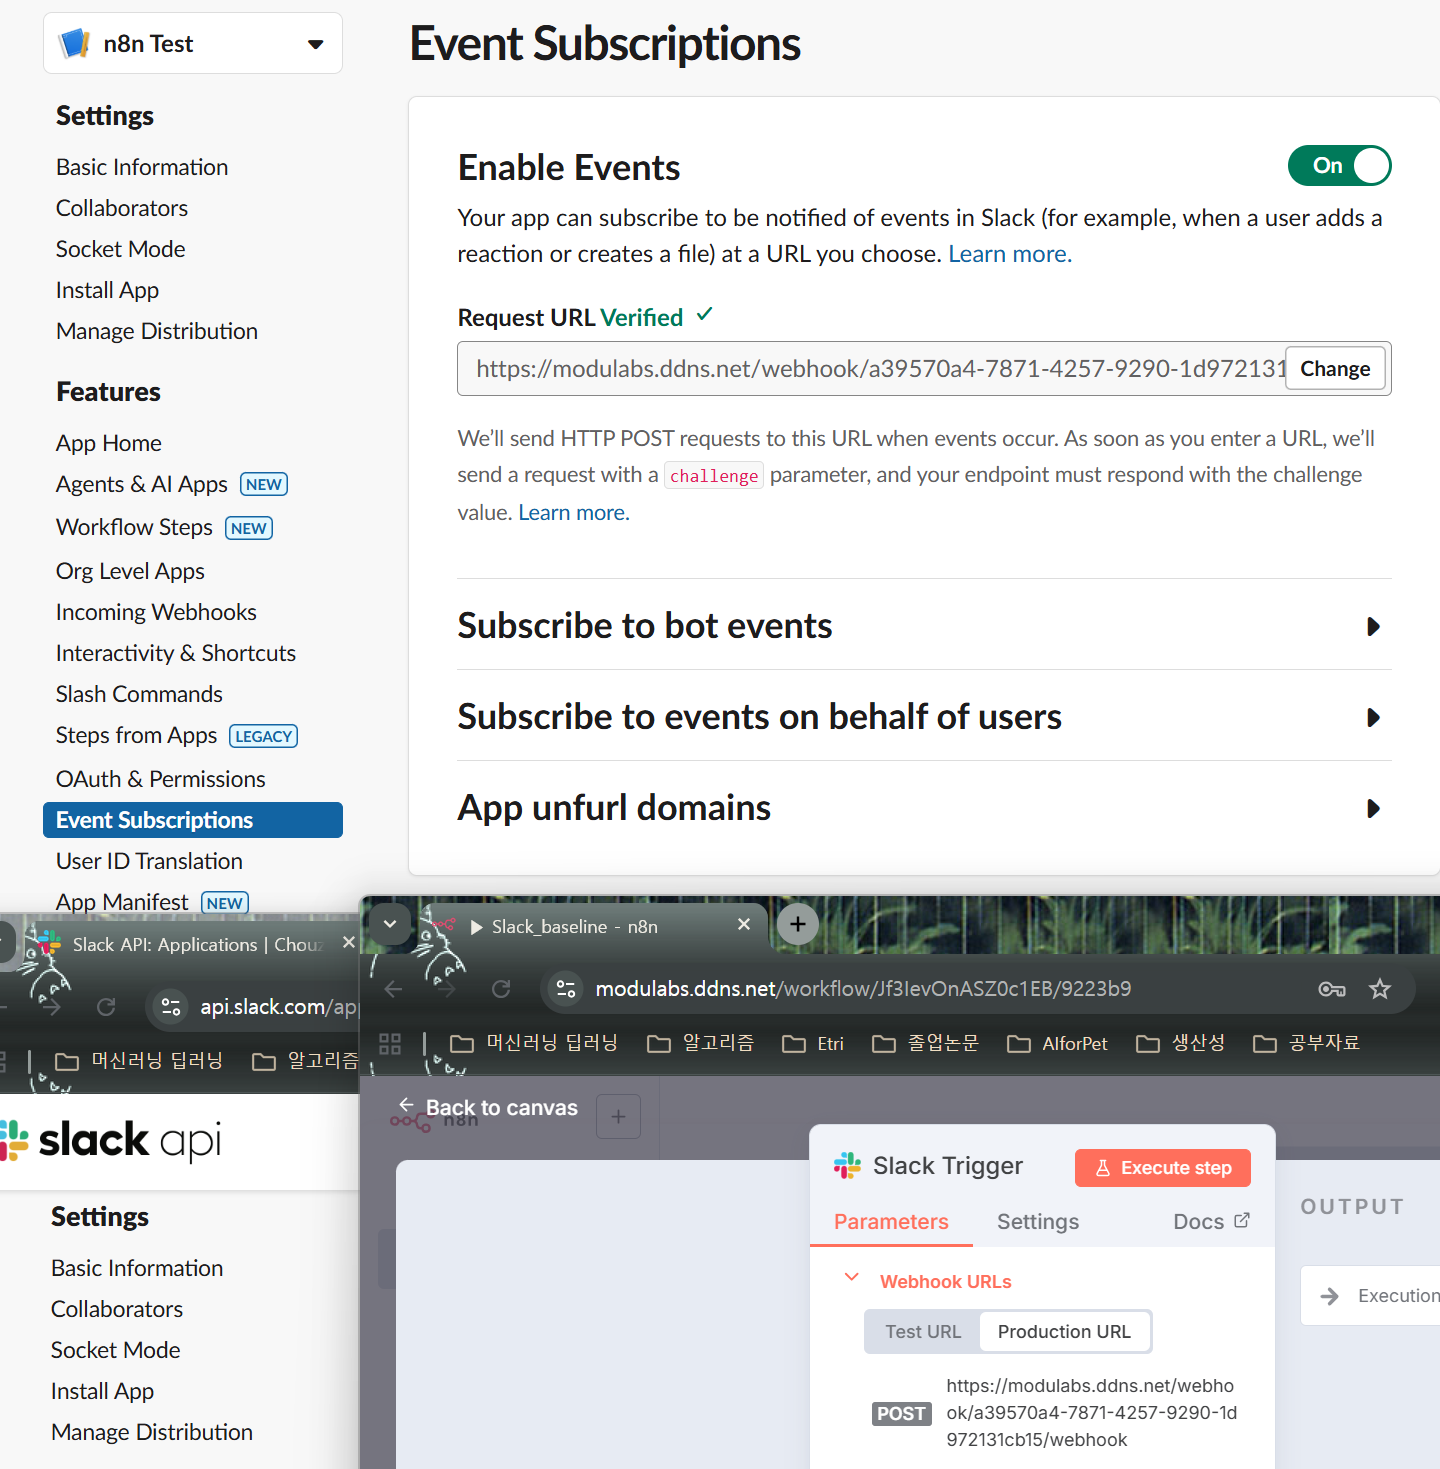 n8n Test
Settings
Basic Information
Collaborators
Socket Mode
Install App
Manage Distribution
Features
App Home
Agents & AI Apps NEW
Workflow Steps NEW
Org Level Apps
Incoming Webhooks
Interactivity & Shortcuts
Slash Commands
Steps from Apps LEGACY
OAuth & Permissions
Event Subscriptions
User ID Translation
App Manifest NEW
Event Subscriptions
Enable Events
On
Your app can subscribe to be notified of events in Slack (for example, when a user adds a
reaction or creates a file) at a URL you choose. Learn more.
Request URL Verified
https://modulabs.ddns.net/webhook/a39570a4-7871-4257-9290-1d972131
Change
We’ll send HTTP POST requests to this URL when events occur. As soon as you enter a URL, we’ll
send a request with a challenge parameter, and your endpoint must respond with the challenge
value. Learn more.
Subscribe to bot events
Subscribe to events on behalf of users
App unfurl domains
Slack API: Applications | Chouz
api.slack.com/app
머신러닝 딥러닝
알고리즘
slack api
Settings
Basic Information
Collaborators
Socket Mode
Install App
Manage Distribution
Slack_baseline - n8n
modulabs.ddns.net/workflow/Jf3IevOnASZ0c1EB/9223b9
머신러닝 딥러닝
알고리즘
Etri
졸업논문
AIforPet
생산성
공부자료
Back to canvas
n8n
Slack Trigger
Execute step
Parameters
Settings
Docs
Webhook URLs
Test URL
Production URL
POST
https://modulabs.ddns.net/webho
ok/a39570a4-7871-4257-9290-1d
972131cb15/webhook
OUTPUT
Execution